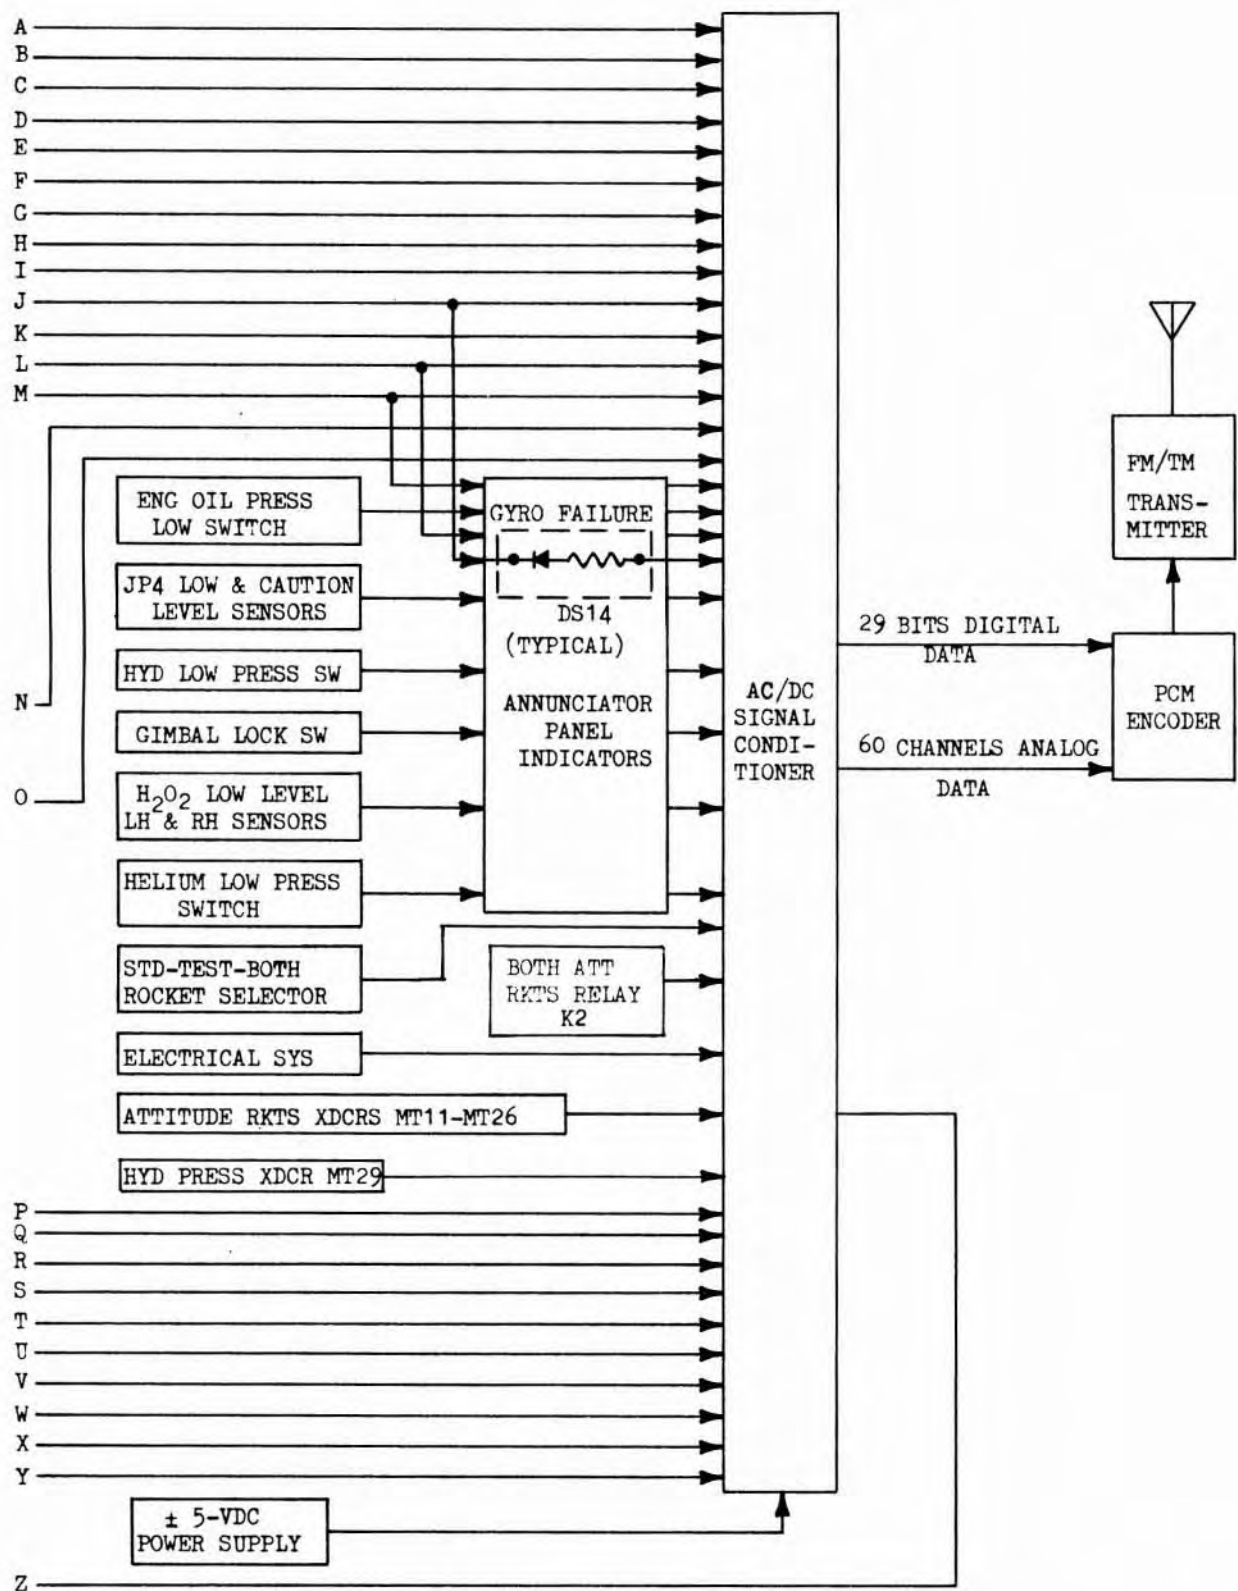 A
B
C
D
E
F
G
H
I
J
K
L
M
N
O
ENG OIL PRESS
LOW SWITCH
JP4 LOW & CAUTION
LEVEL SENSORS
HYD LOW PRESS SW
GIMBAL LOCK SW
H2O2 LOW LEVEL
LH & RH SENSORS
HELIUM LOW PRESS
SWITCH
STD-TEST-BOTH
ROCKET SELECTOR
ELECTRICAL SYS
ATTITUDE RKTS XDCRS MT11-MT26
HYD PRESS XDCR MT29
GYRO FAILURE
DS14
(TYPICAL)
ANNUNCIATOR
PANEL
INDICATORS
BOTH ATT
RKTS RELAY
K2
AC/DC
SIGNAL
CONDI-
TIONER
29 BITS DIGITAL
DATA
60 CHANNELS ANALOG
DATA
FM/TM
TRANS-
MITTER
PCM
ENCODER
P
Q
R
S
T
U
V
W
X
Y
± 5-VDC
POWER SUPPLY
Z